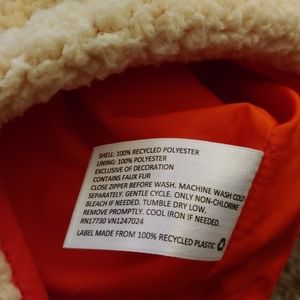 SHELL: 100% RECYCLED POLYESTER
LINING: 100% POLYESTER
EXCLUSIVE OF DECORATION
CONTAINS FAUX FUR
CLOSE ZIPPER BEFORE WASH. MACHINE WASH COLD
SEPARATELY. GENTLE CYCLE. ONLY NON-CHLORINE
BLEACH IF NEEDED. TUMBLE DRY LOW.
REMOVE PROMPTLY. COOL IRON IF NEEDED.
RN17730 VN1247024
LABEL MADE FROM 100% RECYCLED PLASTIC